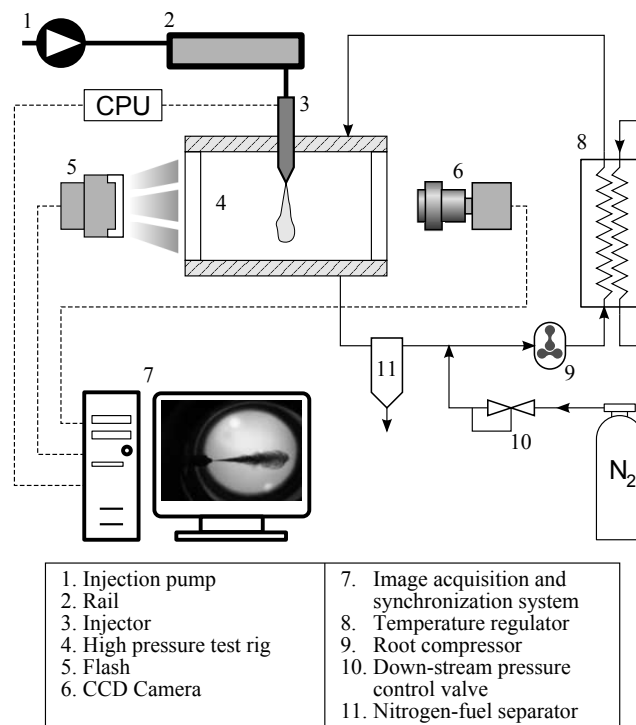 1
2
CPU
3
8
5
6
4
7
11
9
10
N2
1. Injection pump
2. Rail
3. Injector
4. High pressure test rig
5. Flash
6. CCD Camera
7. Image acquisition and
synchronization system
8. Temperature regulator
9. Root compressor
10. Down-stream pressure
control valve
11. Nitrogen-fuel separator